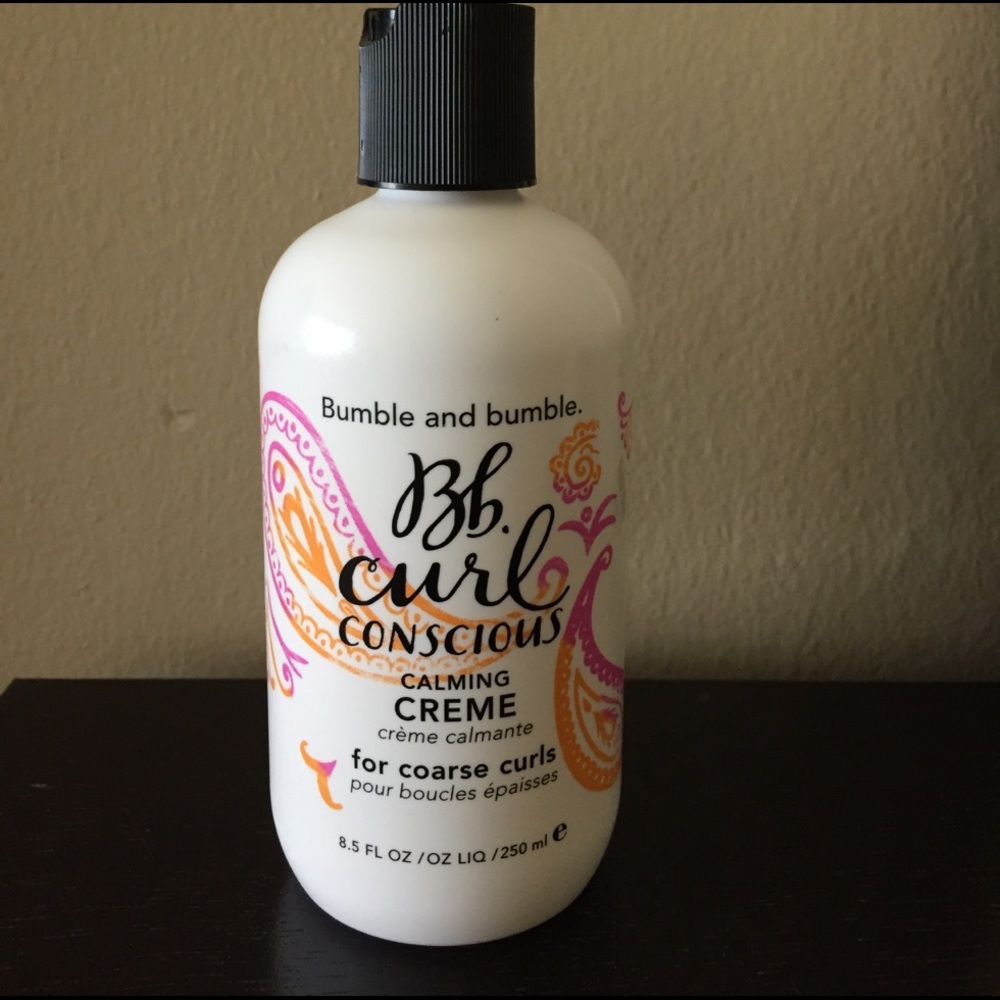 Bumble and bumble.
Bb.
curl
CONSCIOUS
CALMING
CREME
crème calmante
for coarse curls
pour boucles épaisses
8.5 FL OZ / OZ LIQ / 250 ml e